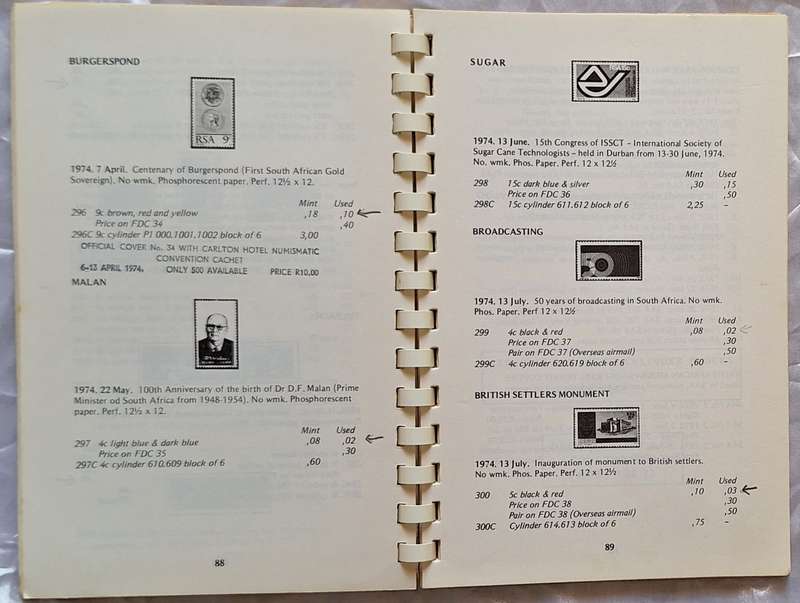 BURGERSPOND
RSA 9c
1974. 7 April. Centenary of Burgerspond (First South African Gold
Sovereign). No wmk, Phosphorescent paper. Perf. 12½ x 12.
Mint Used
296 9c brown, red and yellow ,18 ,10
Price on FDC 34 ,40
296C 9c cylinder P1 000.1001.1002 block of 6 3,00
OFFICIAL COVER No. 34 WITH CARLTON HOTEL NUMISMATIC
CONVENTION CACHET
6-13 APRIL 1974. ONLY 500 AVAILABLE PRICE R10,00
MALAN
1974. 22 May. 100th Anniversary of the birth of Dr D.F. Malan (Prime
Minister od South Africa from 1948-1954). No wmk. Phosphorescent
paper. Perf. 12½ x 12.
Mint Used
297 4c light blue & dark blue ,08 ,02
Price on FDC 35 ,30
297C 4c cylinder 610.609 block of 6 ,60
88
SUGAR
1974. 13 June. 15th Congress of ISSCT - International Society of
Sugar Cane Technologists - held in Durban from 13-30 June, 1974.
No. wmk. Phos. Paper. Perf 12 x 12½
Mint Used
298 15c dark blue & silver ,30 ,15
Price on FDC 36 ,50
298C 15c cylinder 611.612 block of 6 2,25 –
BROADCASTING
50
1974. 13 July. 50 years of broadcasting in South Africa. No wmk.
Phos. Paper. Perf 12 x 12½
Mint Used
299 4c black & red ,08 ,02
Price on FDC 37 ,30
Pair on FDC 37 (Overseas airmail) ,50
299C 4c cylinder 620.619 block of 6 ,60 –
BRITISH SETTLERS MONUMENT
1974. 13 July. Inauguration of monument to British settlers.
No wmk. Phos. Paper. Perf. 12 x 12½
Mint Used
300 5c black & red ,10 ,03
Price on FDC 38 ,30
Pair on FDC 38 (Overseas airmail) ,50
300C Cylinder 614.613 block of 6 ,75 –
89